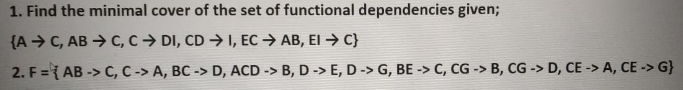 1. Find the minimal cover of the set of functional dependencies given;
{A → C, AB → C, C → DI, CD → I, EC → AB, EI → C}
2. F = { AB -> C, C -> A, BC -> D, ACD -> B, D -> E, D -> G, BE -> C, CG -> B, CG -> D, CE -> A, CE -> G}